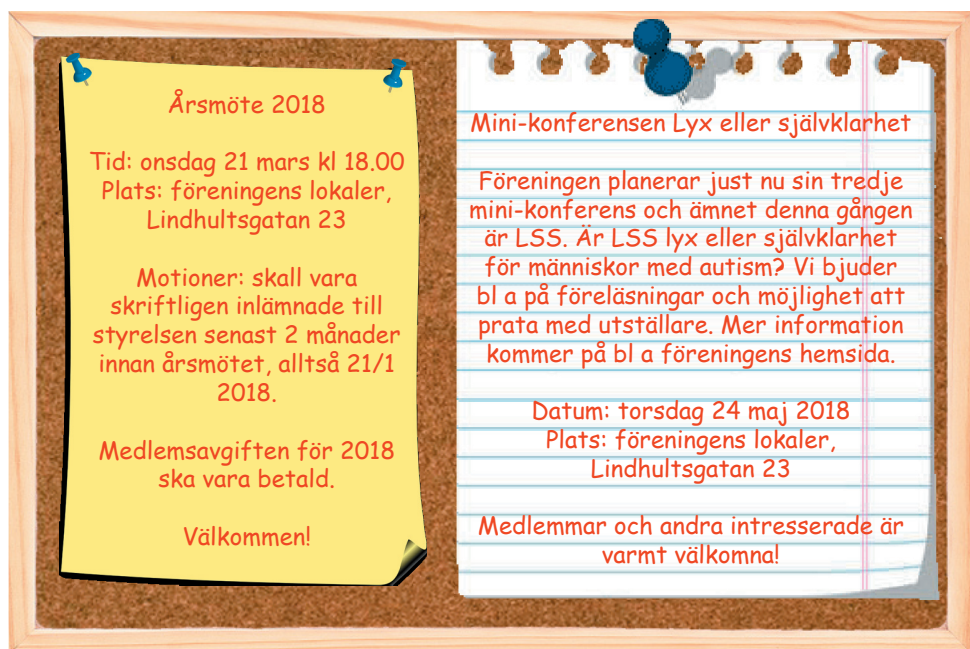 Årsmöte 2018
Tid: onsdag 21 mars kl 18.00
Plats: föreningens lokaler,
Lindhultsgatan 23
Motioner: skall vara
skriftligen inlämnade till
styrelsen senast 2 månader
innan årsmötet, alltså 21/1
2018.
Medlemsavgiften för 2018
ska vara betald.
Välkommen!
Mini-konferensen Lyx eller självklarhet
Föreningen planerar just nu sin tredje
mini-konferens och ämnet denna gången
är LSS. Är LSS lyx eller självklarhet
för människor med autism? Vi bjuder
bl a på föreläsningar och möjlighet att
prata med utställare. Mer information
kommer på bl a föreningens hemsida.
Datum: torsdag 24 maj 2018
Plats: föreningens lokaler,
Lindhultsgatan 23
Medlemmar och andra intresserade är
varmt välkomna!